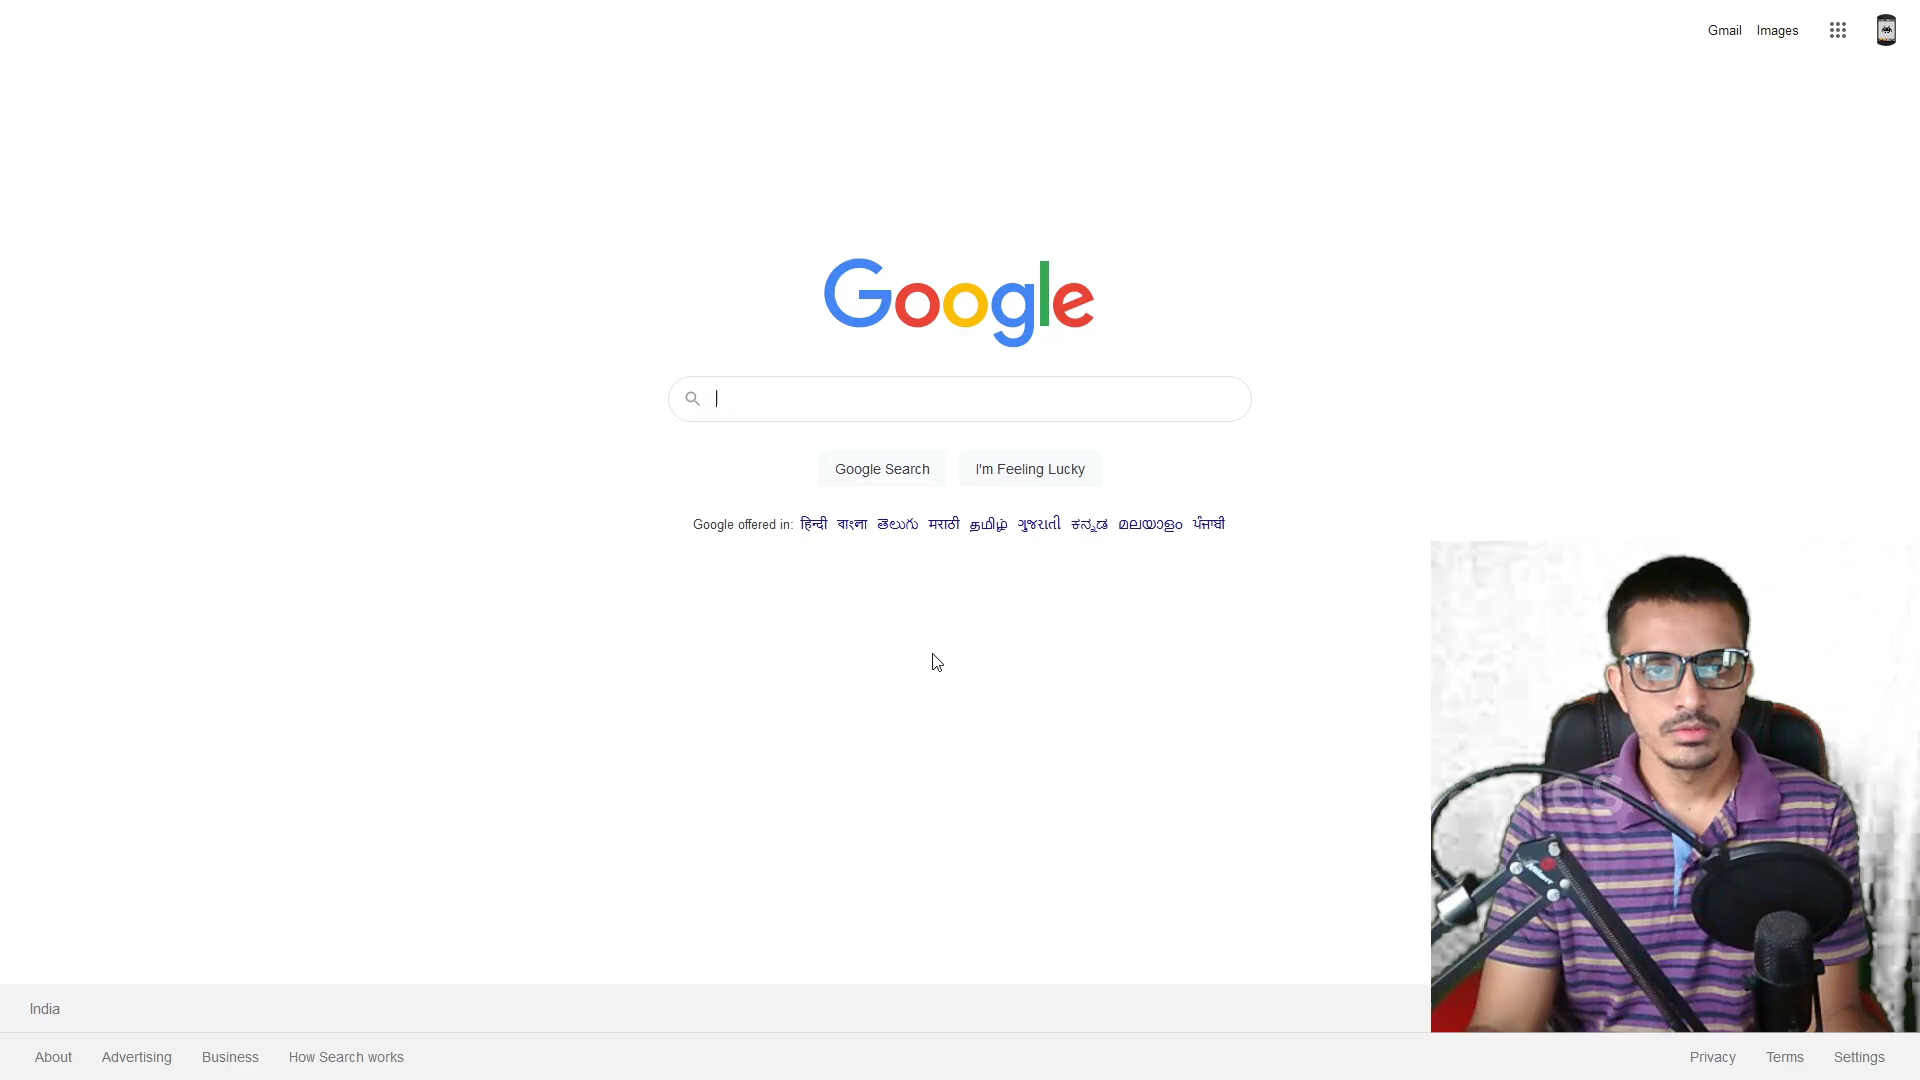 Gmail Images
Google
Google Search I'm Feeling Lucky
Google offered in: हिन्दी বাংলা తెలుగు मराठी தமிழ் ગુજરાતી ಕನ್ನಡ മലയാളം ਪੰਜਾਬੀ
India
About Advertising Business How Search works
Privacy Terms Settings